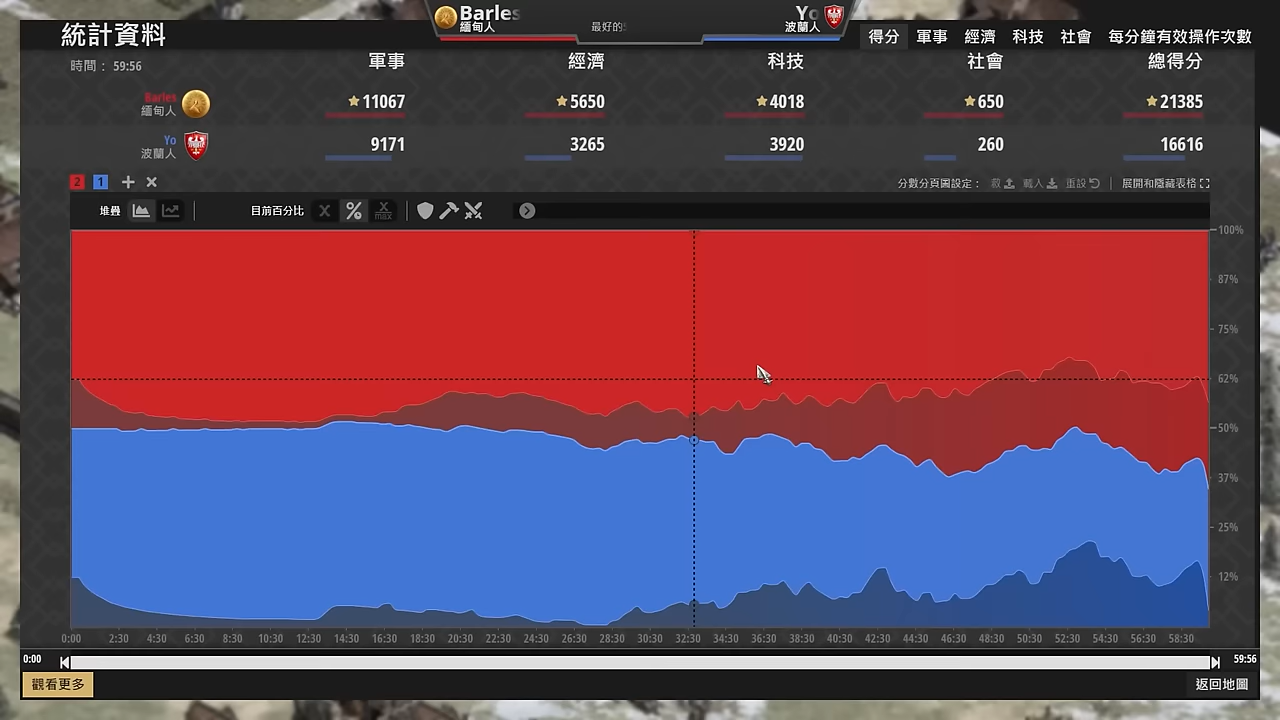 統計資料
Barles
緬甸人
最好的
Yo
波蘭人
得分 軍事 經濟 科技 社會 每分鐘有效操作次數
時間： 59:56
軍事 經濟 科技 社會 總得分
Barles
緬甸人
11067 5650 4018 650 21385
Yo
波蘭人
9171 3265 3920 260 16616
2 1
分數分頁圖設定： 載入 重設 展開和隱藏表格
堆疊 目前百分比 X % X max
100%
87%
75%
62%
50%
37%
25%
12%
0:00 2:30 4:30 6:30 8:30 10:30 12:30 14:30 16:30 18:30 20:30 22:30 24:30 26:30 28:30 30:30 32:30 34:30 36:30 38:30 40:30 42:30 44:30 46:30 48:30 50:30 52:30 54:30 56:30 58:30
0:00 59:56
觀看更多 返回地圖